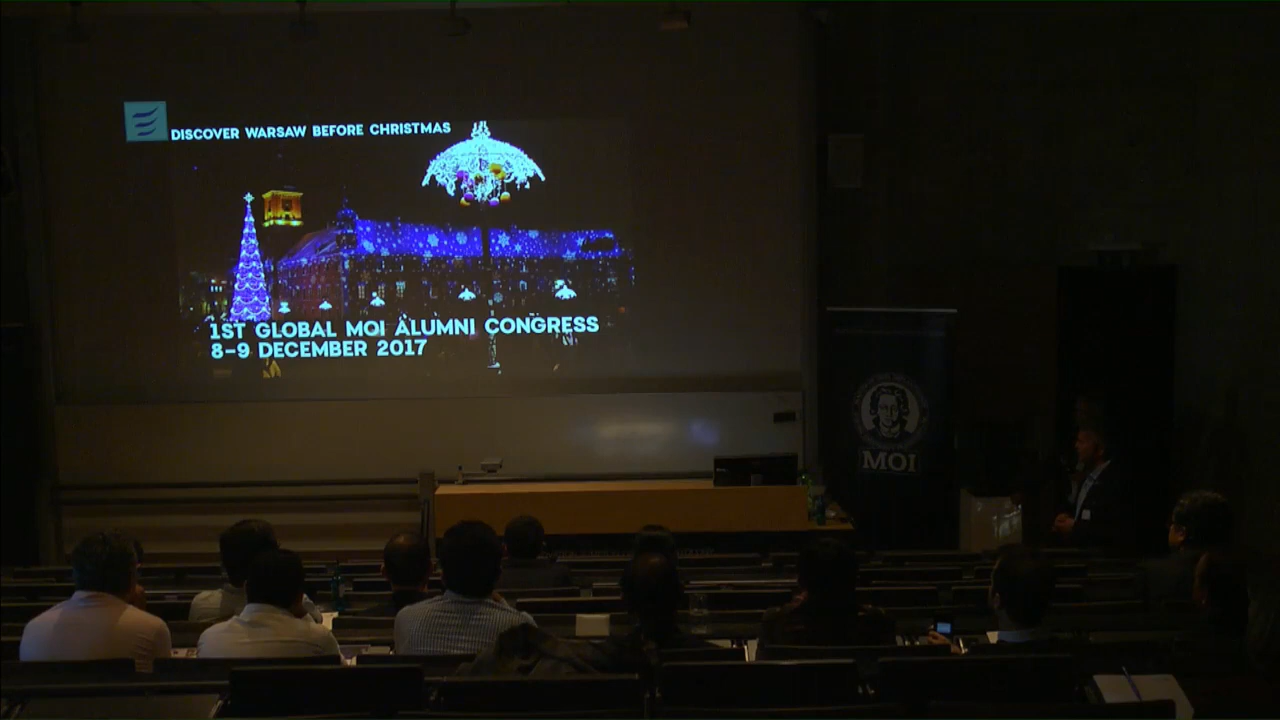 DISCOVER WARSAW BEFORE CHRISTMAS
1ST GLOBAL MOI ALUMNI CONGRESS
8-9 DECEMBER 2017
MOI